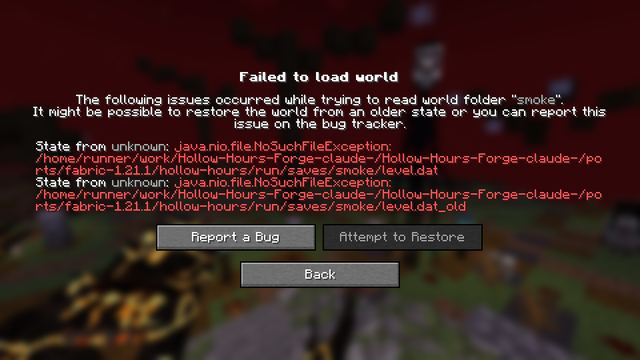 Failed to load world
The following issues occurred while trying to read world folder "smoke".
It might be possible to restore the world from an older state or you can report this
issue on the bug tracker.
State from unknown: java.nio.file.NoSuchFileException:
/home/runner/work/Hollow-Hours-Forge-claude-/Hollow-Hours-Forge-claude-/po
rts/fabric-1.21.1/hollow-hours/run/saves/smoke/level.dat
State from unknown: java.nio.file.NoSuchFileException:
/home/runner/work/Hollow-Hours-Forge-claude-/Hollow-Hours-Forge-claude-/po
rts/fabric-1.21.1/hollow-hours/run/saves/smoke/level.dat_old
Report a Bug
Attempt to Restore
Back